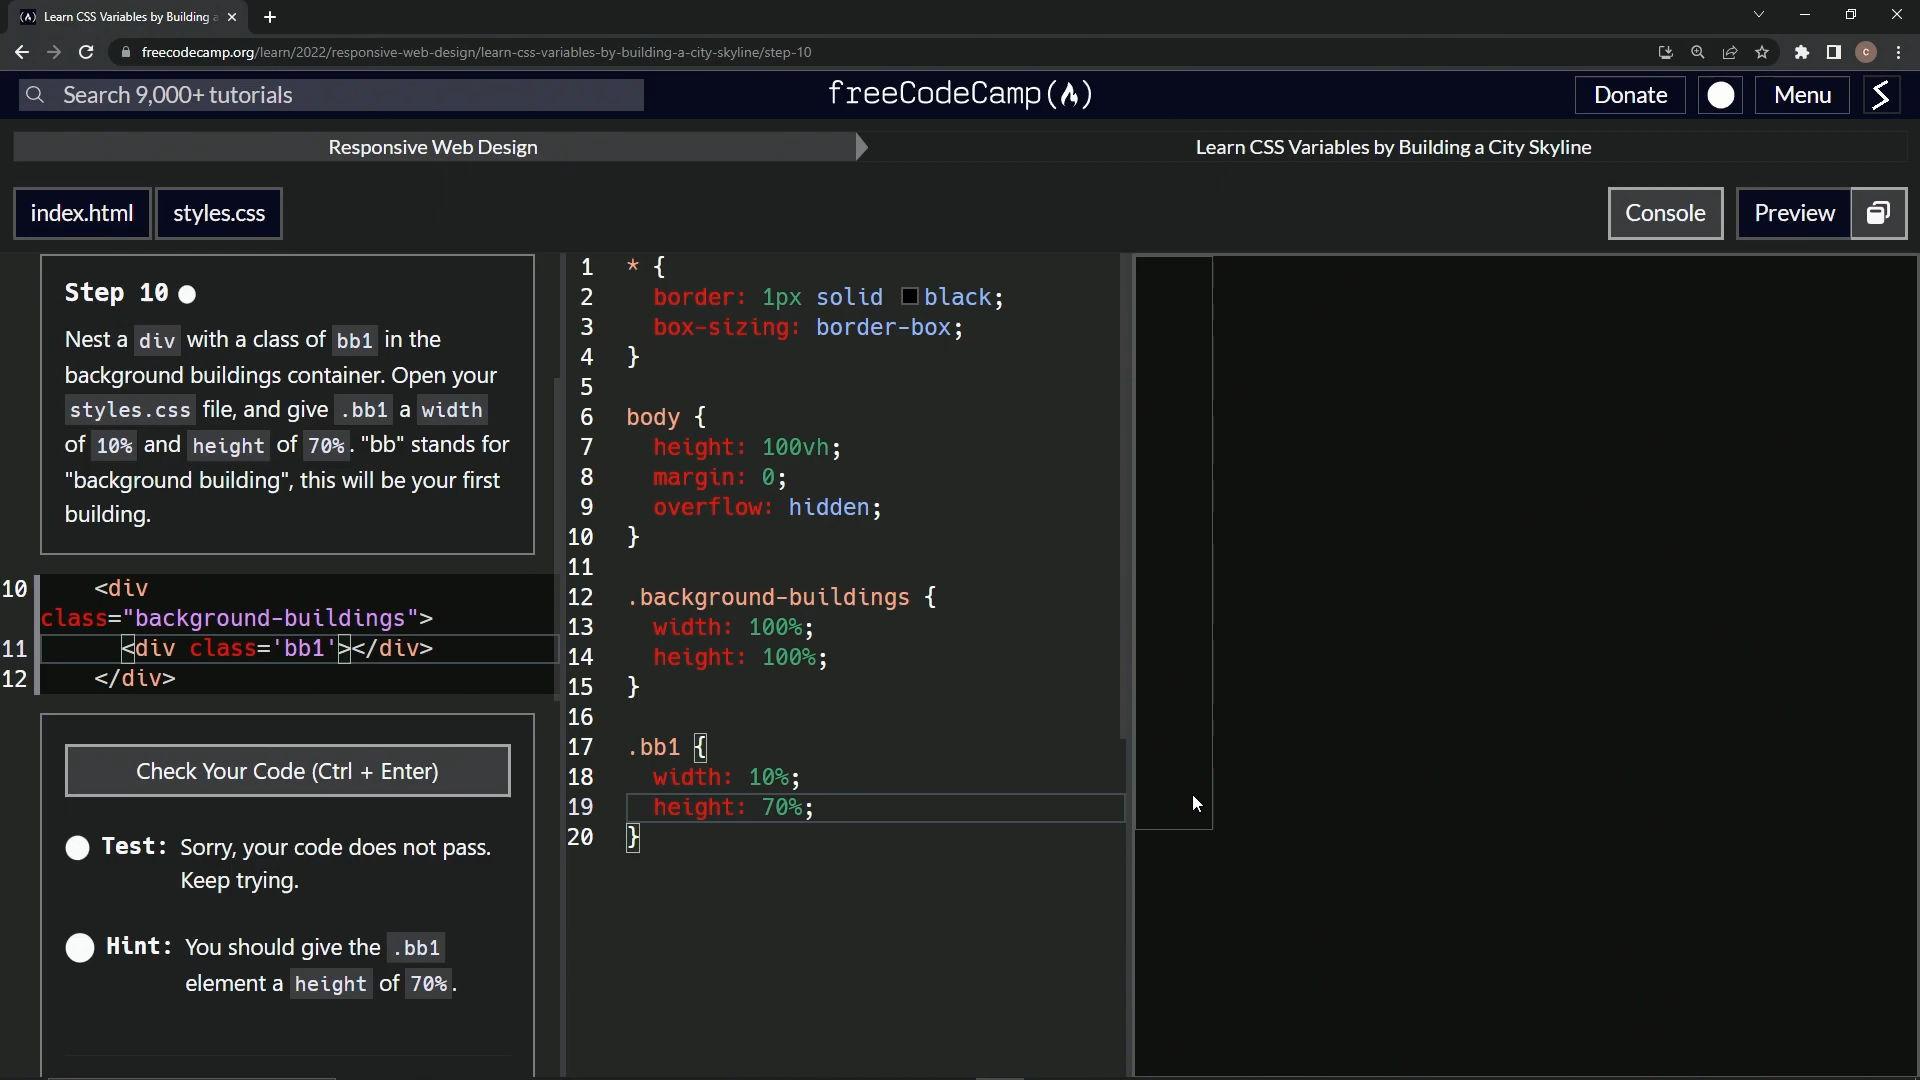 Learn CSS Variables by Building a
freecodecamp.org/learn/2022/responsive-web-design/learn-css-variables-by-building-a-city-skyline/step-10
C
Search 9,000+ tutorials
freeCodeCamp
Donate
Menu
Responsive Web Design
Learn CSS Variables by Building a City Skyline
index.html
styles.css
Console
Preview
Step 10
Nest a div with a class of bb1 in the
background buildings container. Open your
styles.css file, and give .bb1 a width
of 10% and height of 70%. "bb" stands for
"background building", this will be your first
building.
10 <div
class="background-buildings">
11 <div class='bb1'></div>
12 </div>
Check Your Code (Ctrl + Enter)
Test: Sorry, your code does not pass.
Keep trying.
Hint: You should give the .bb1
element a height of 70%.
1 * {
2 border: 1px solid black;
3 box-sizing: border-box;
4 }
5
6 body {
7 height: 100vh;
8 margin: 0;
9 overflow: hidden;
10 }
11
12 .background-buildings {
13 width: 100%;
14 height: 100%;
15 }
16
17 .bb1 {
18 width: 10%;
19 height: 70%;
20 }